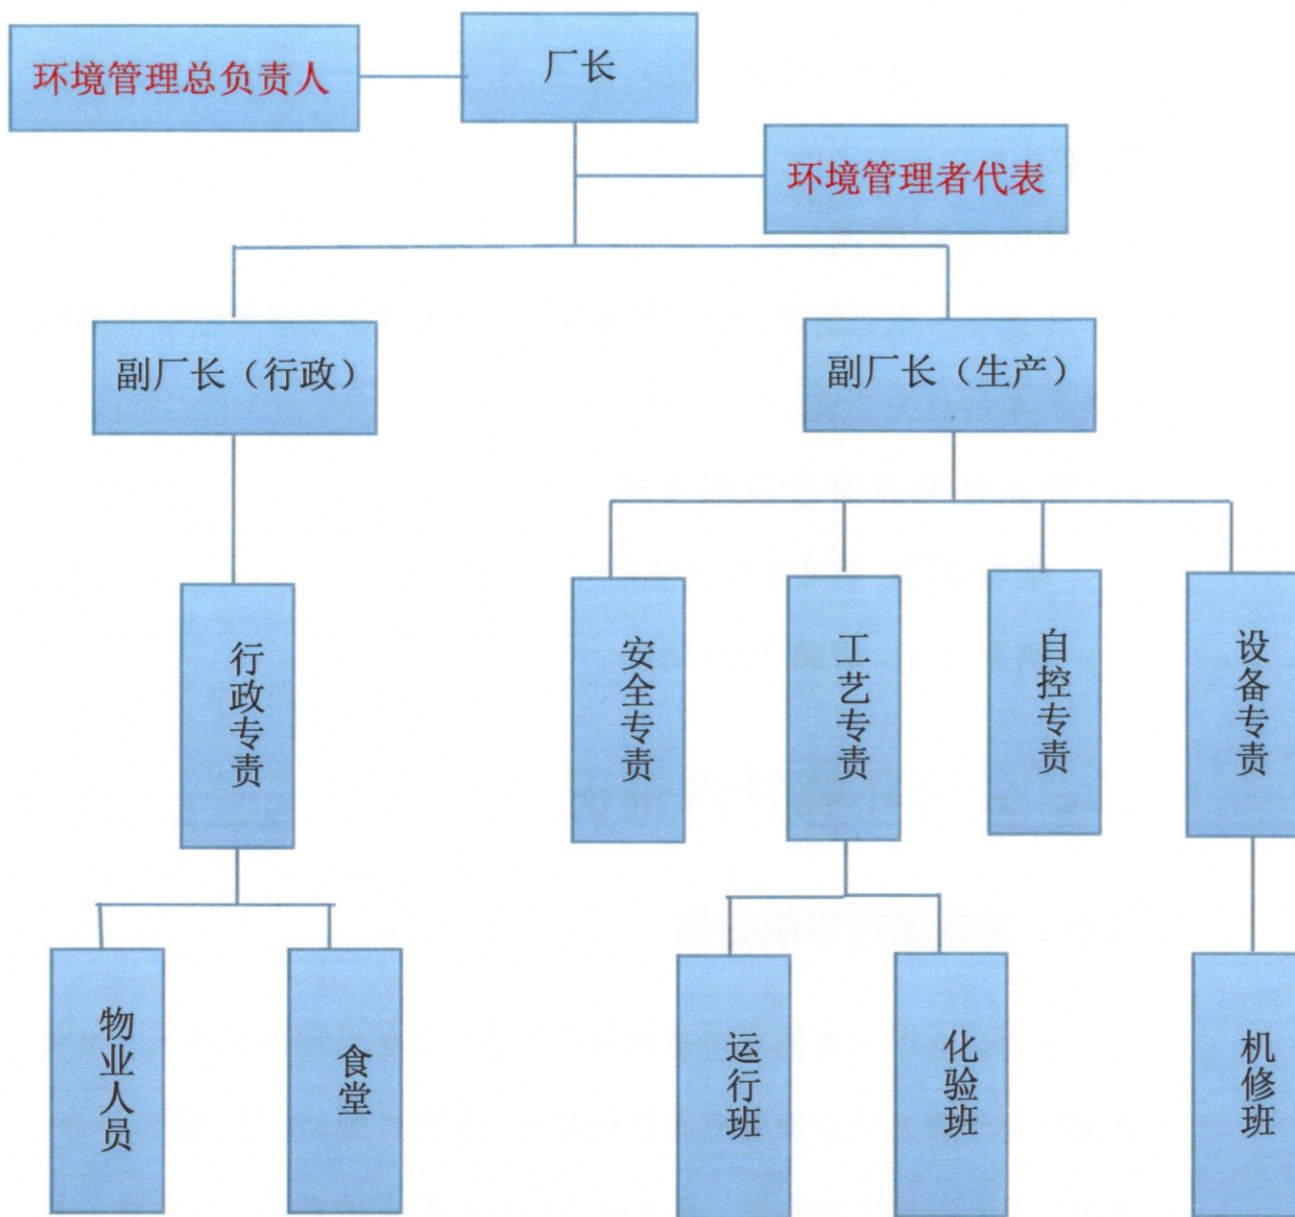 环境管理总负责人
厂长
环境管理者代表
副厂长（行政）
副厂长（生产）
行政专责
安全专责
工艺专责
自控专责
设备专责
物业人员
食堂
运行班
化验班
机修班